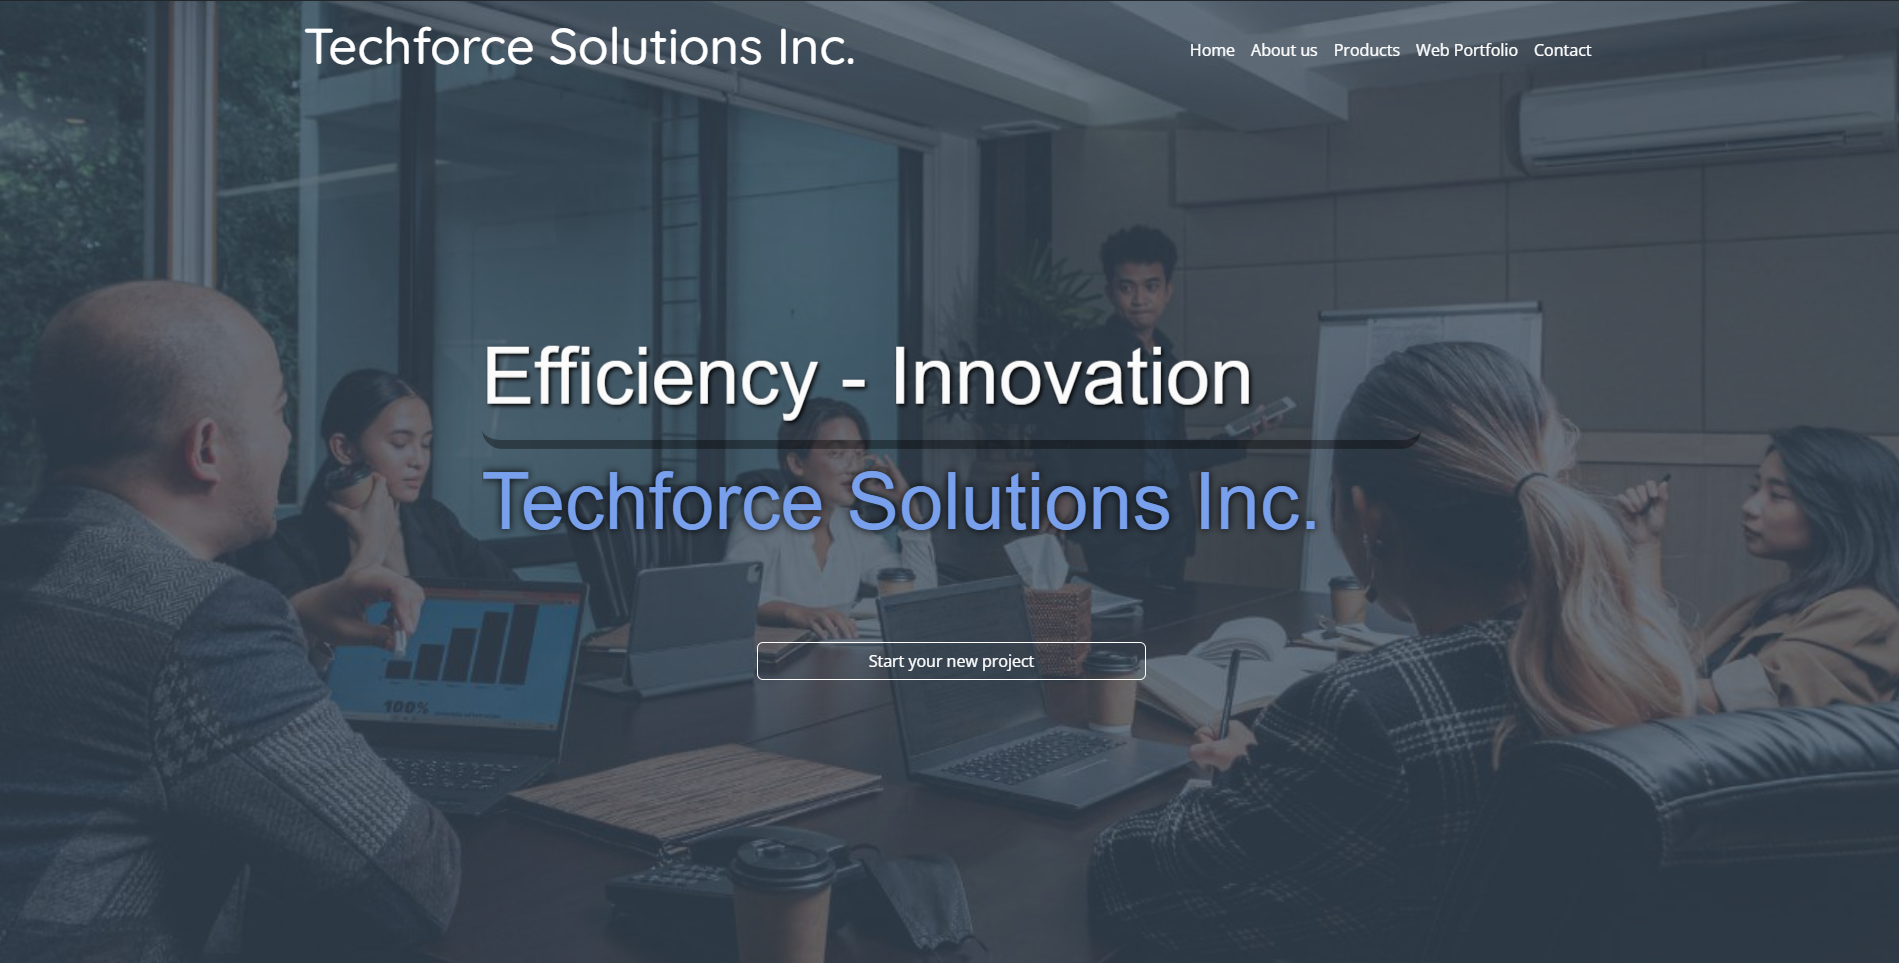 Techforce Solutions Inc.
Home About us Products Web Portfolio Contact
Efficiency - Innovation
Techforce Solutions Inc.
Start your new project
100%